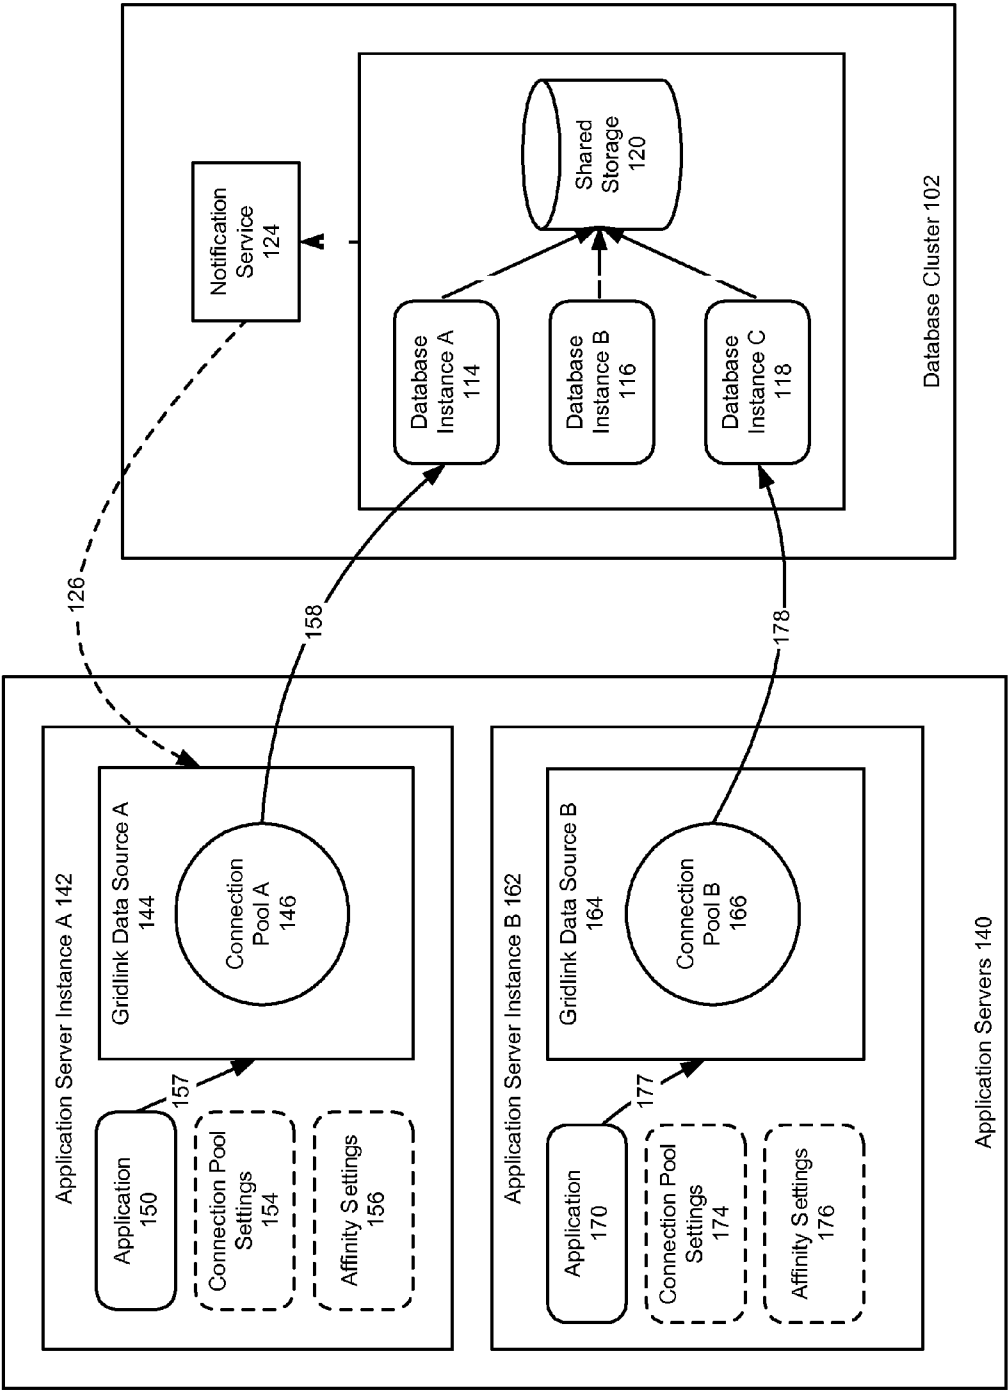 Application Server Instance A 142
Application
150
Connection Pool
Settings
154
Affinity Settings
156
157
Gridlink Data Source A
144
Connection
Pool A
146
126
158
Notification
Service
124
Database
Instance A
114
Database
Instance B
116
Database
Instance C
118
Shared
Storage
120
Database Cluster 102
Application Server Instance B 162
Application
170
Connection Pool
Settings
174
Affinity Settings
176
177
Gridlink Data Source B
164
Connection
Pool B
166
178
Application Servers 140